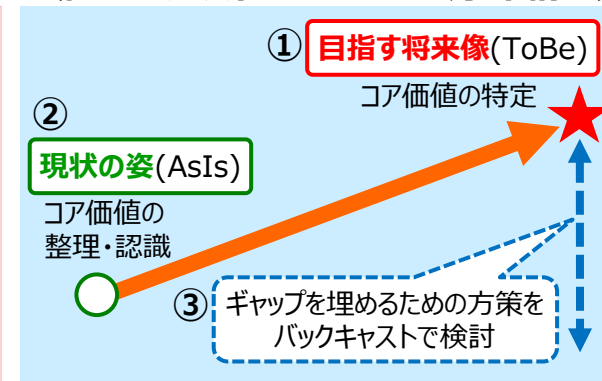 ① 目指す将来像(ToBe)
コア価値の特定
②
現状の姿(AsIs)
コア価値の
整理・認識
③ ギャップを埋めるための方策を
バックキャストで検討